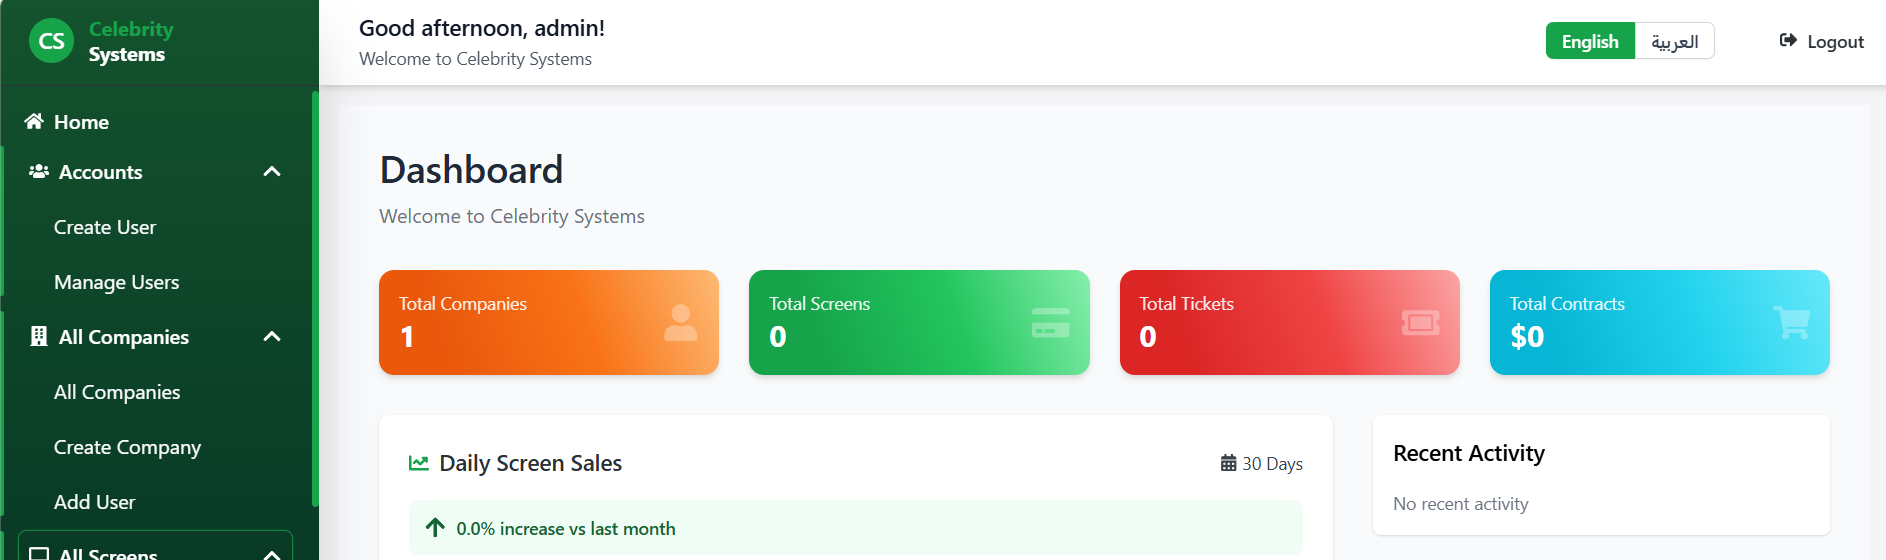 CS
Celebrity
Systems
Home
Accounts
Create User
Manage Users
All Companies
All Companies
Create Company
Add User
All Screens
Good afternoon, admin!
Welcome to Celebrity Systems
English
العربية
Logout
Dashboard
Welcome to Celebrity Systems
Total Companies
1
Total Screens
0
Total Tickets
0
Total Contracts
$0
Daily Screen Sales
30 Days
0.0% increase vs last month
Recent Activity
No recent activity